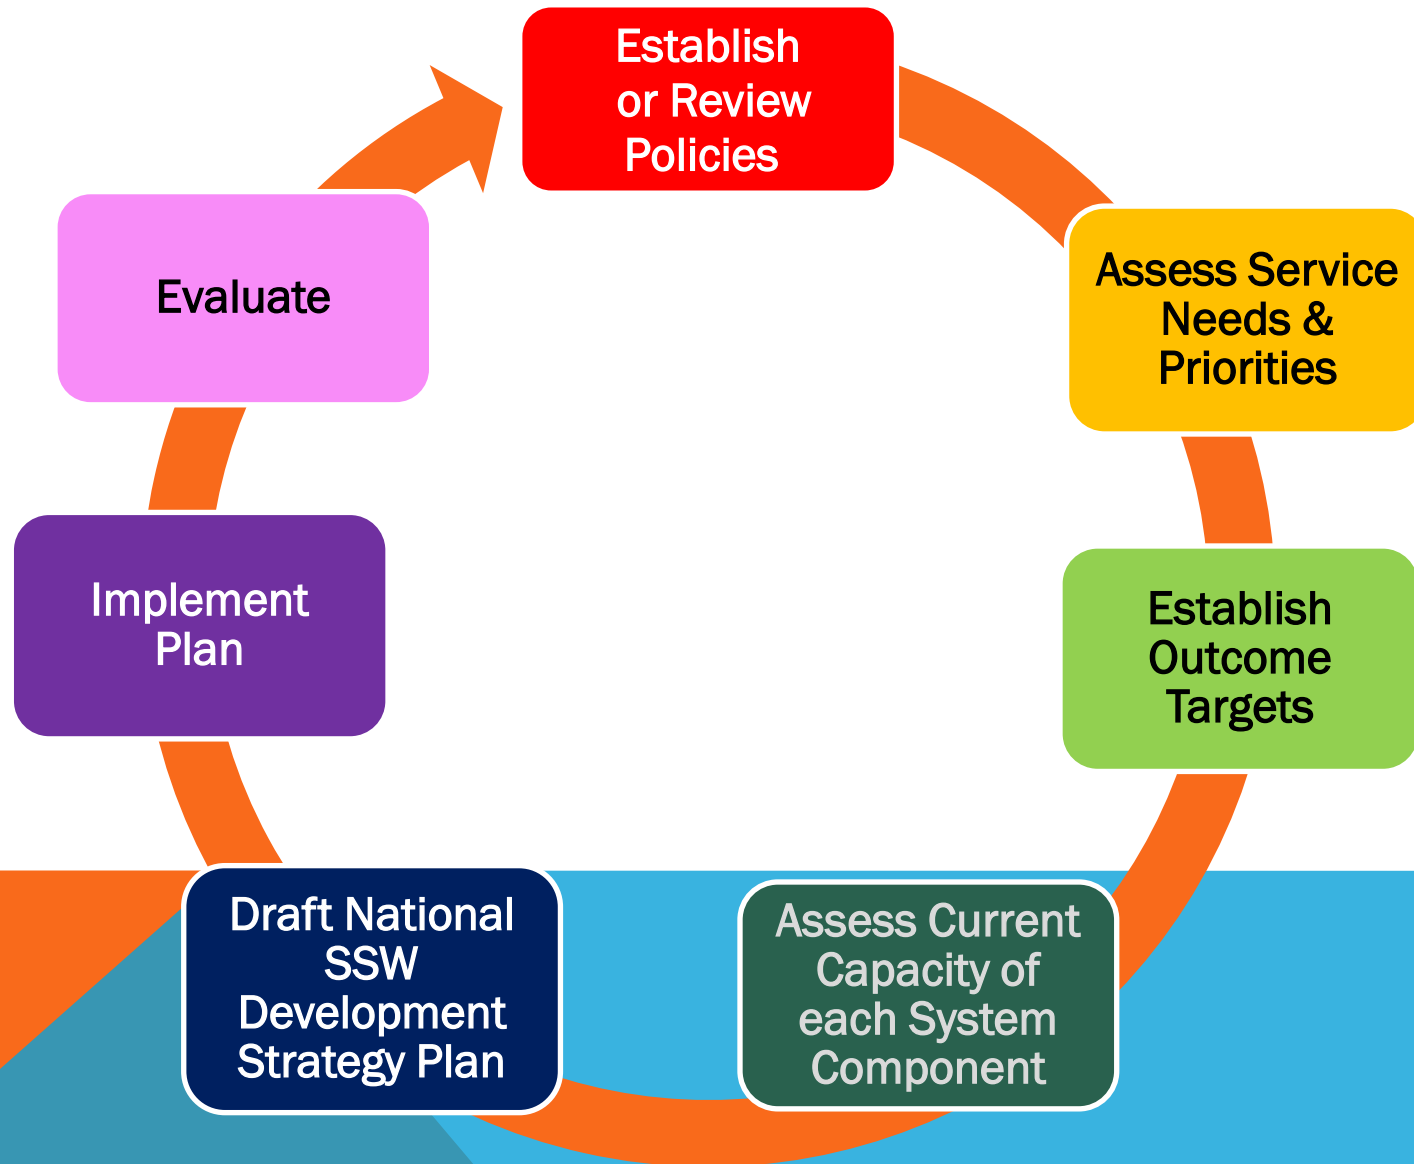 Establish
or Review
Policies
Assess Service
Needs &
Priorities
Establish
Outcome
Targets
Assess Current
Capacity of
each System
Component
Draft National
SSW
Development
Strategy Plan
Implement
Plan
Evaluate